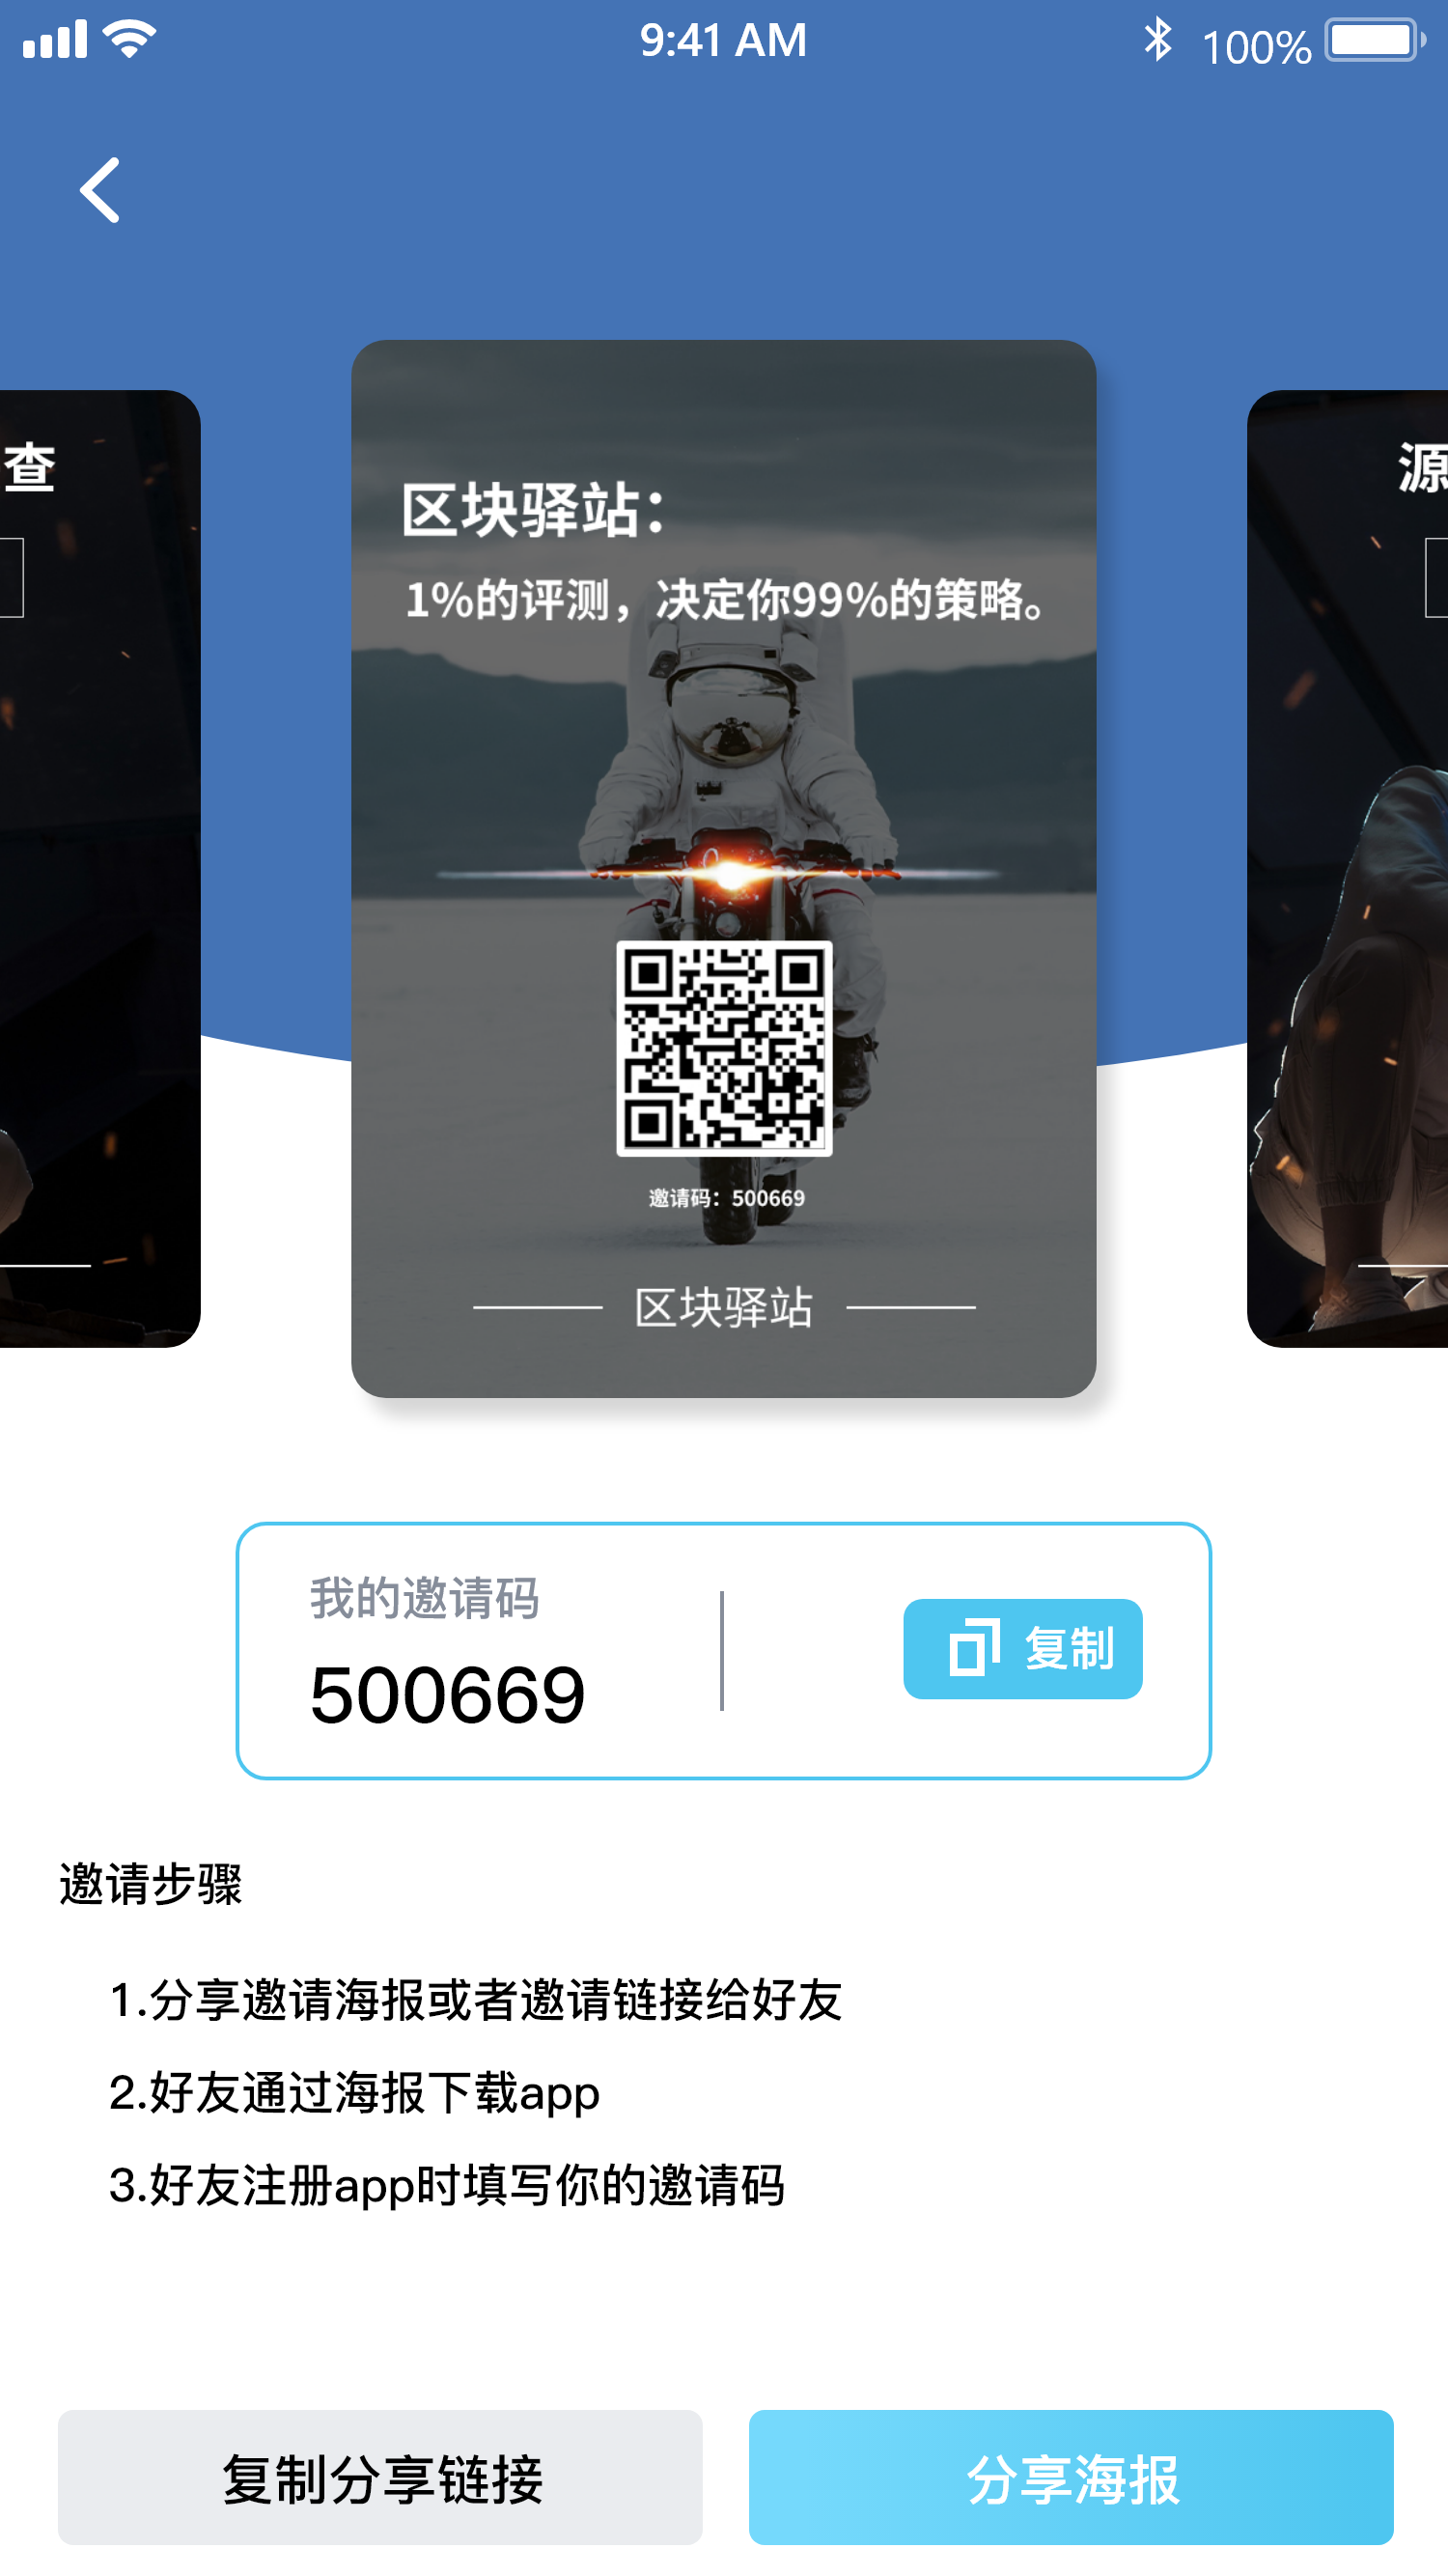 9:41 AM
100%
查
源
区块驿站：
1%的评测，决定你99%的策略。
邀请码：500669
区块驿站
我的邀请码
500669
复制
邀请步骤
1.分享邀请海报或者邀请链接给好友
2.好友通过海报下载app
3.好友注册app时填写你的邀请码
复制分享链接
分享海报